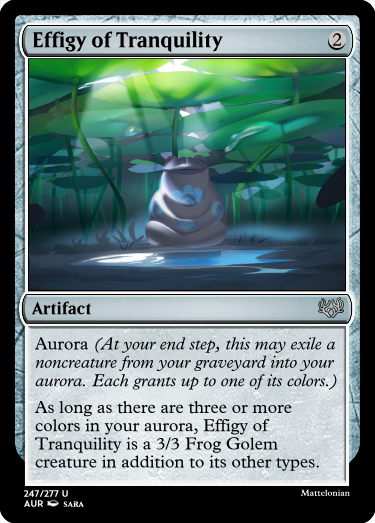 Effigy of Tranquility 2
Artifact
Aurora (At your end step, this may exile a
noncreature from your graveyard into your
aurora. Each grants up to one of its colors.)
As long as there are three or more
colors in your aurora, Effigy of
Tranquility is a 3/3 Frog Golem
creature in addition to its other types.
247/277 U
Mattelonian
AUR SARA